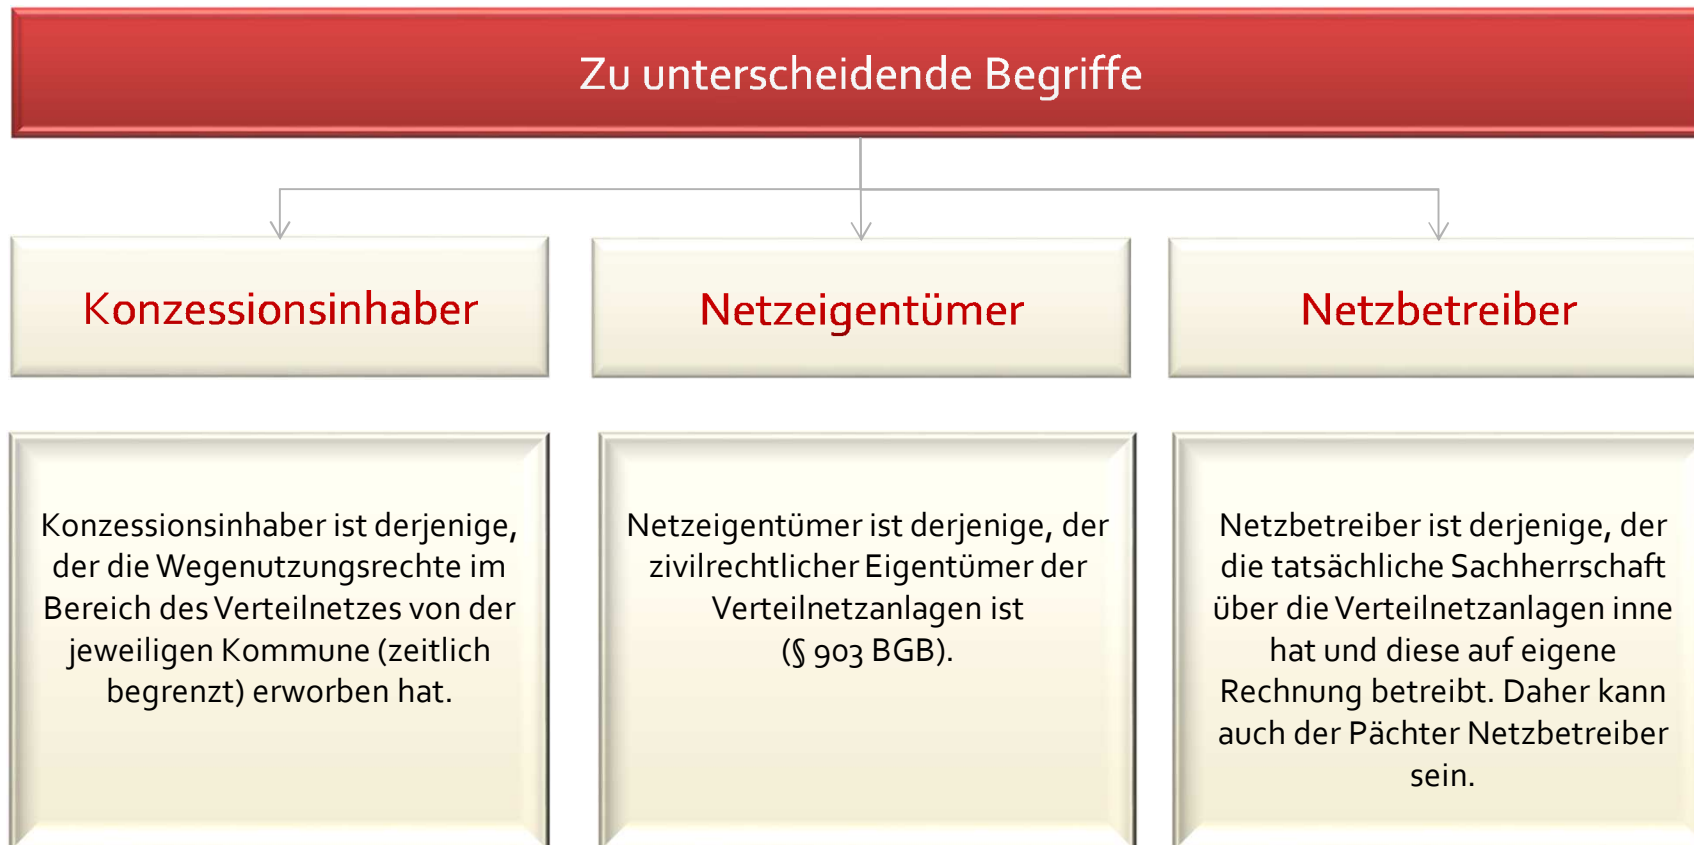 Zu unterscheidende Begriffe
Konzessionsinhaber
Netzeigentümer
Netzbetreiber
Konzessionsinhaber ist derjenige,
der die Wegenutzungsrechte im
Bereich des Verteilnetzes von der
jeweiligen Kommune (zeitlich
begrenzt) erworben hat.
Netzeigentümer ist derjenige, der
zivilrechtlicher Eigentümer der
Verteilnetzanlagen ist
(§ 903 BGB).
Netzbetreiber ist derjenige, der
die tatsächliche Sachherrschaft
über die Verteilnetzanlagen inne
hat und diese auf eigene
Rechnung betreibt. Daher kann
auch der Pächter Netzbetreiber
sein.